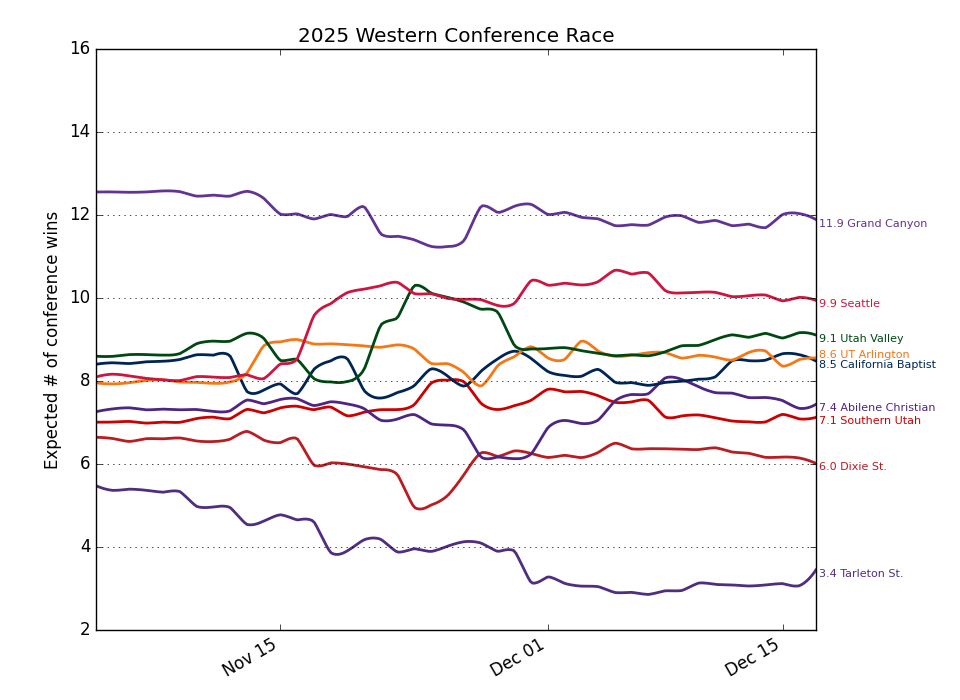 2025 Western Conference Race
Expected # of conference wins
16
14
12
10
8
6
4
2
11.9 Grand Canyon
9.9 Seattle
9.1 Utah Valley
8.6 UT Arlington
8.5 California Baptist
7.4 Abilene Christian
7.1 Southern Utah
6.0 Dixie St.
3.4 Tarleton St.
Nov 15
Dec 01
Dec 15